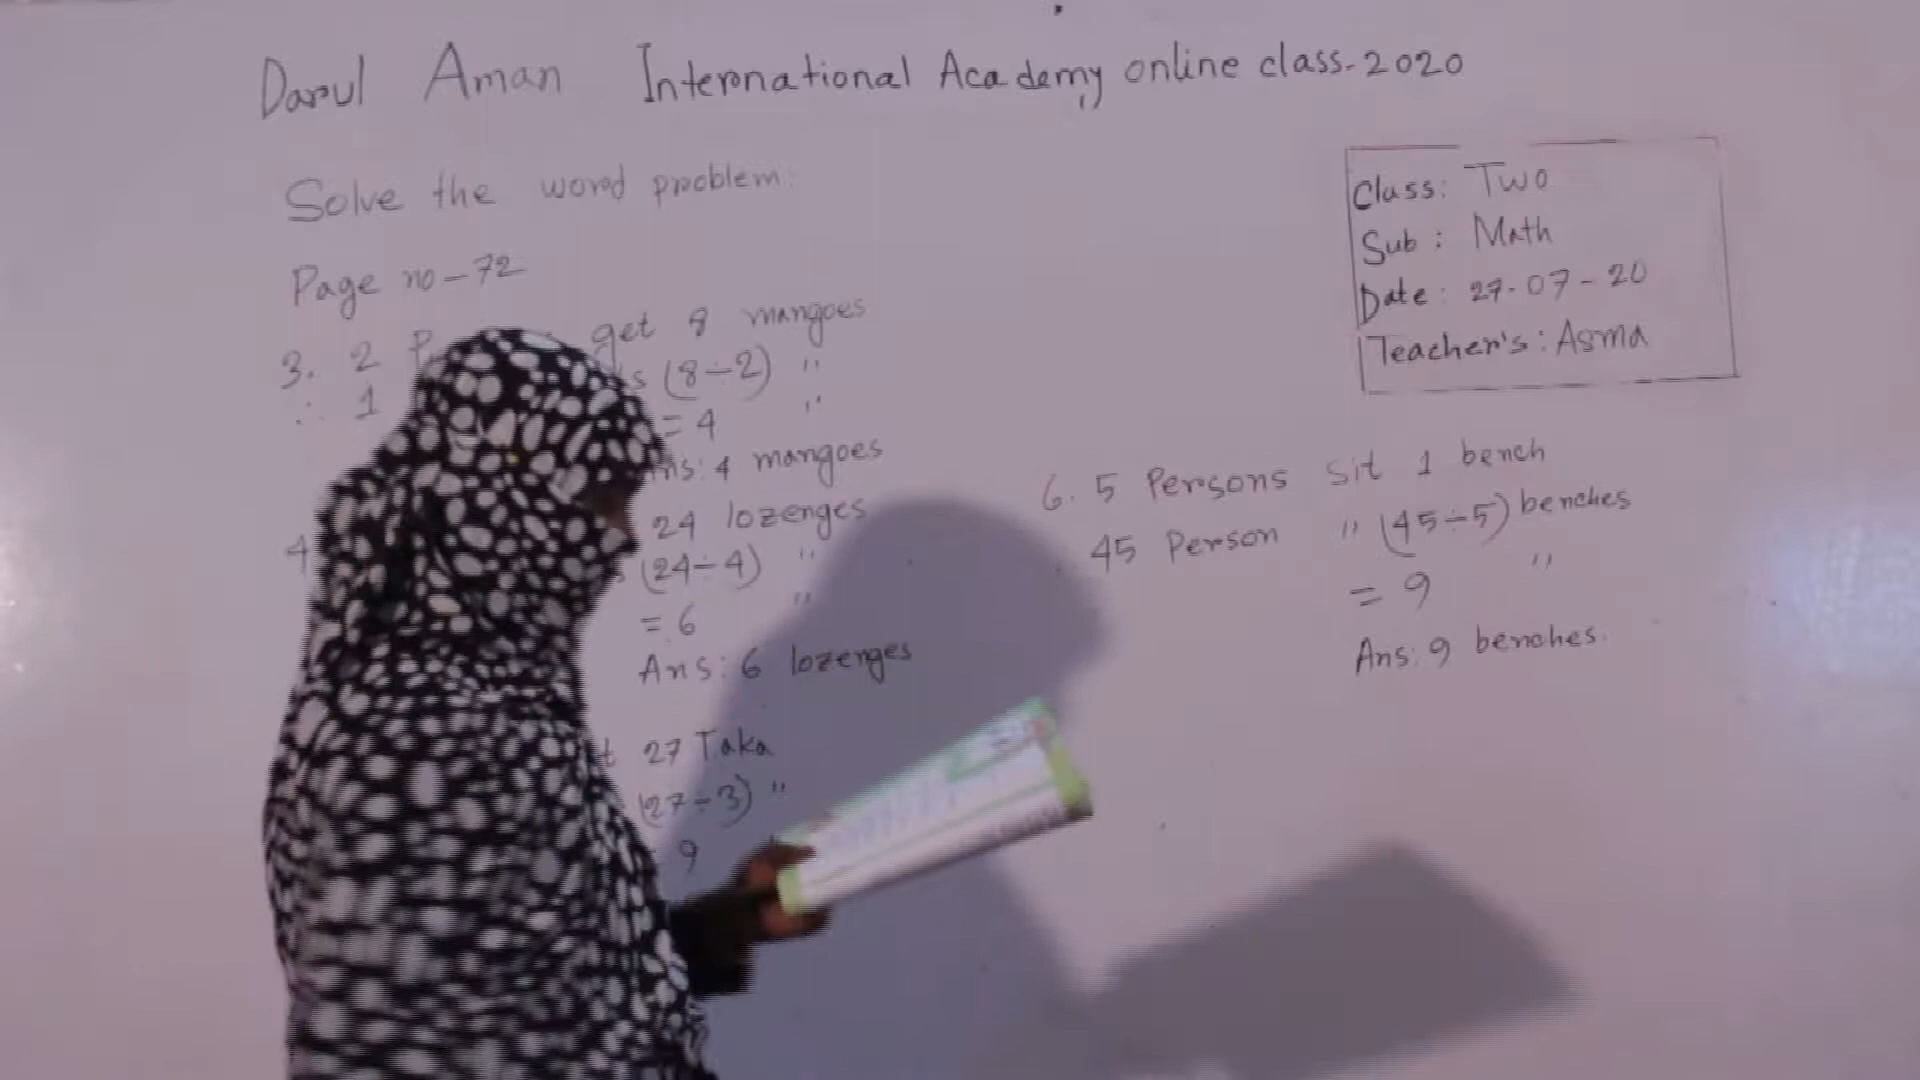 Darul Aman International Academy online class-2020
Solve the word problem:
Page no-72
3. 2 get 8 mangoes
∴ 1 (8÷2) "
= 4 "
Ans: 4 mangoes
4 24 lozenges
(24÷4) "
= 6 "
Ans: 6 lozenges
27 Taka
(27÷3) "
9
Class: Two
Sub: Math
Date: 27-07-20
Teacher's: Asma
6. 5 Persons sit 1 bench
45 Person " (45÷5) benches
= 9 "
Ans: 9 benches.